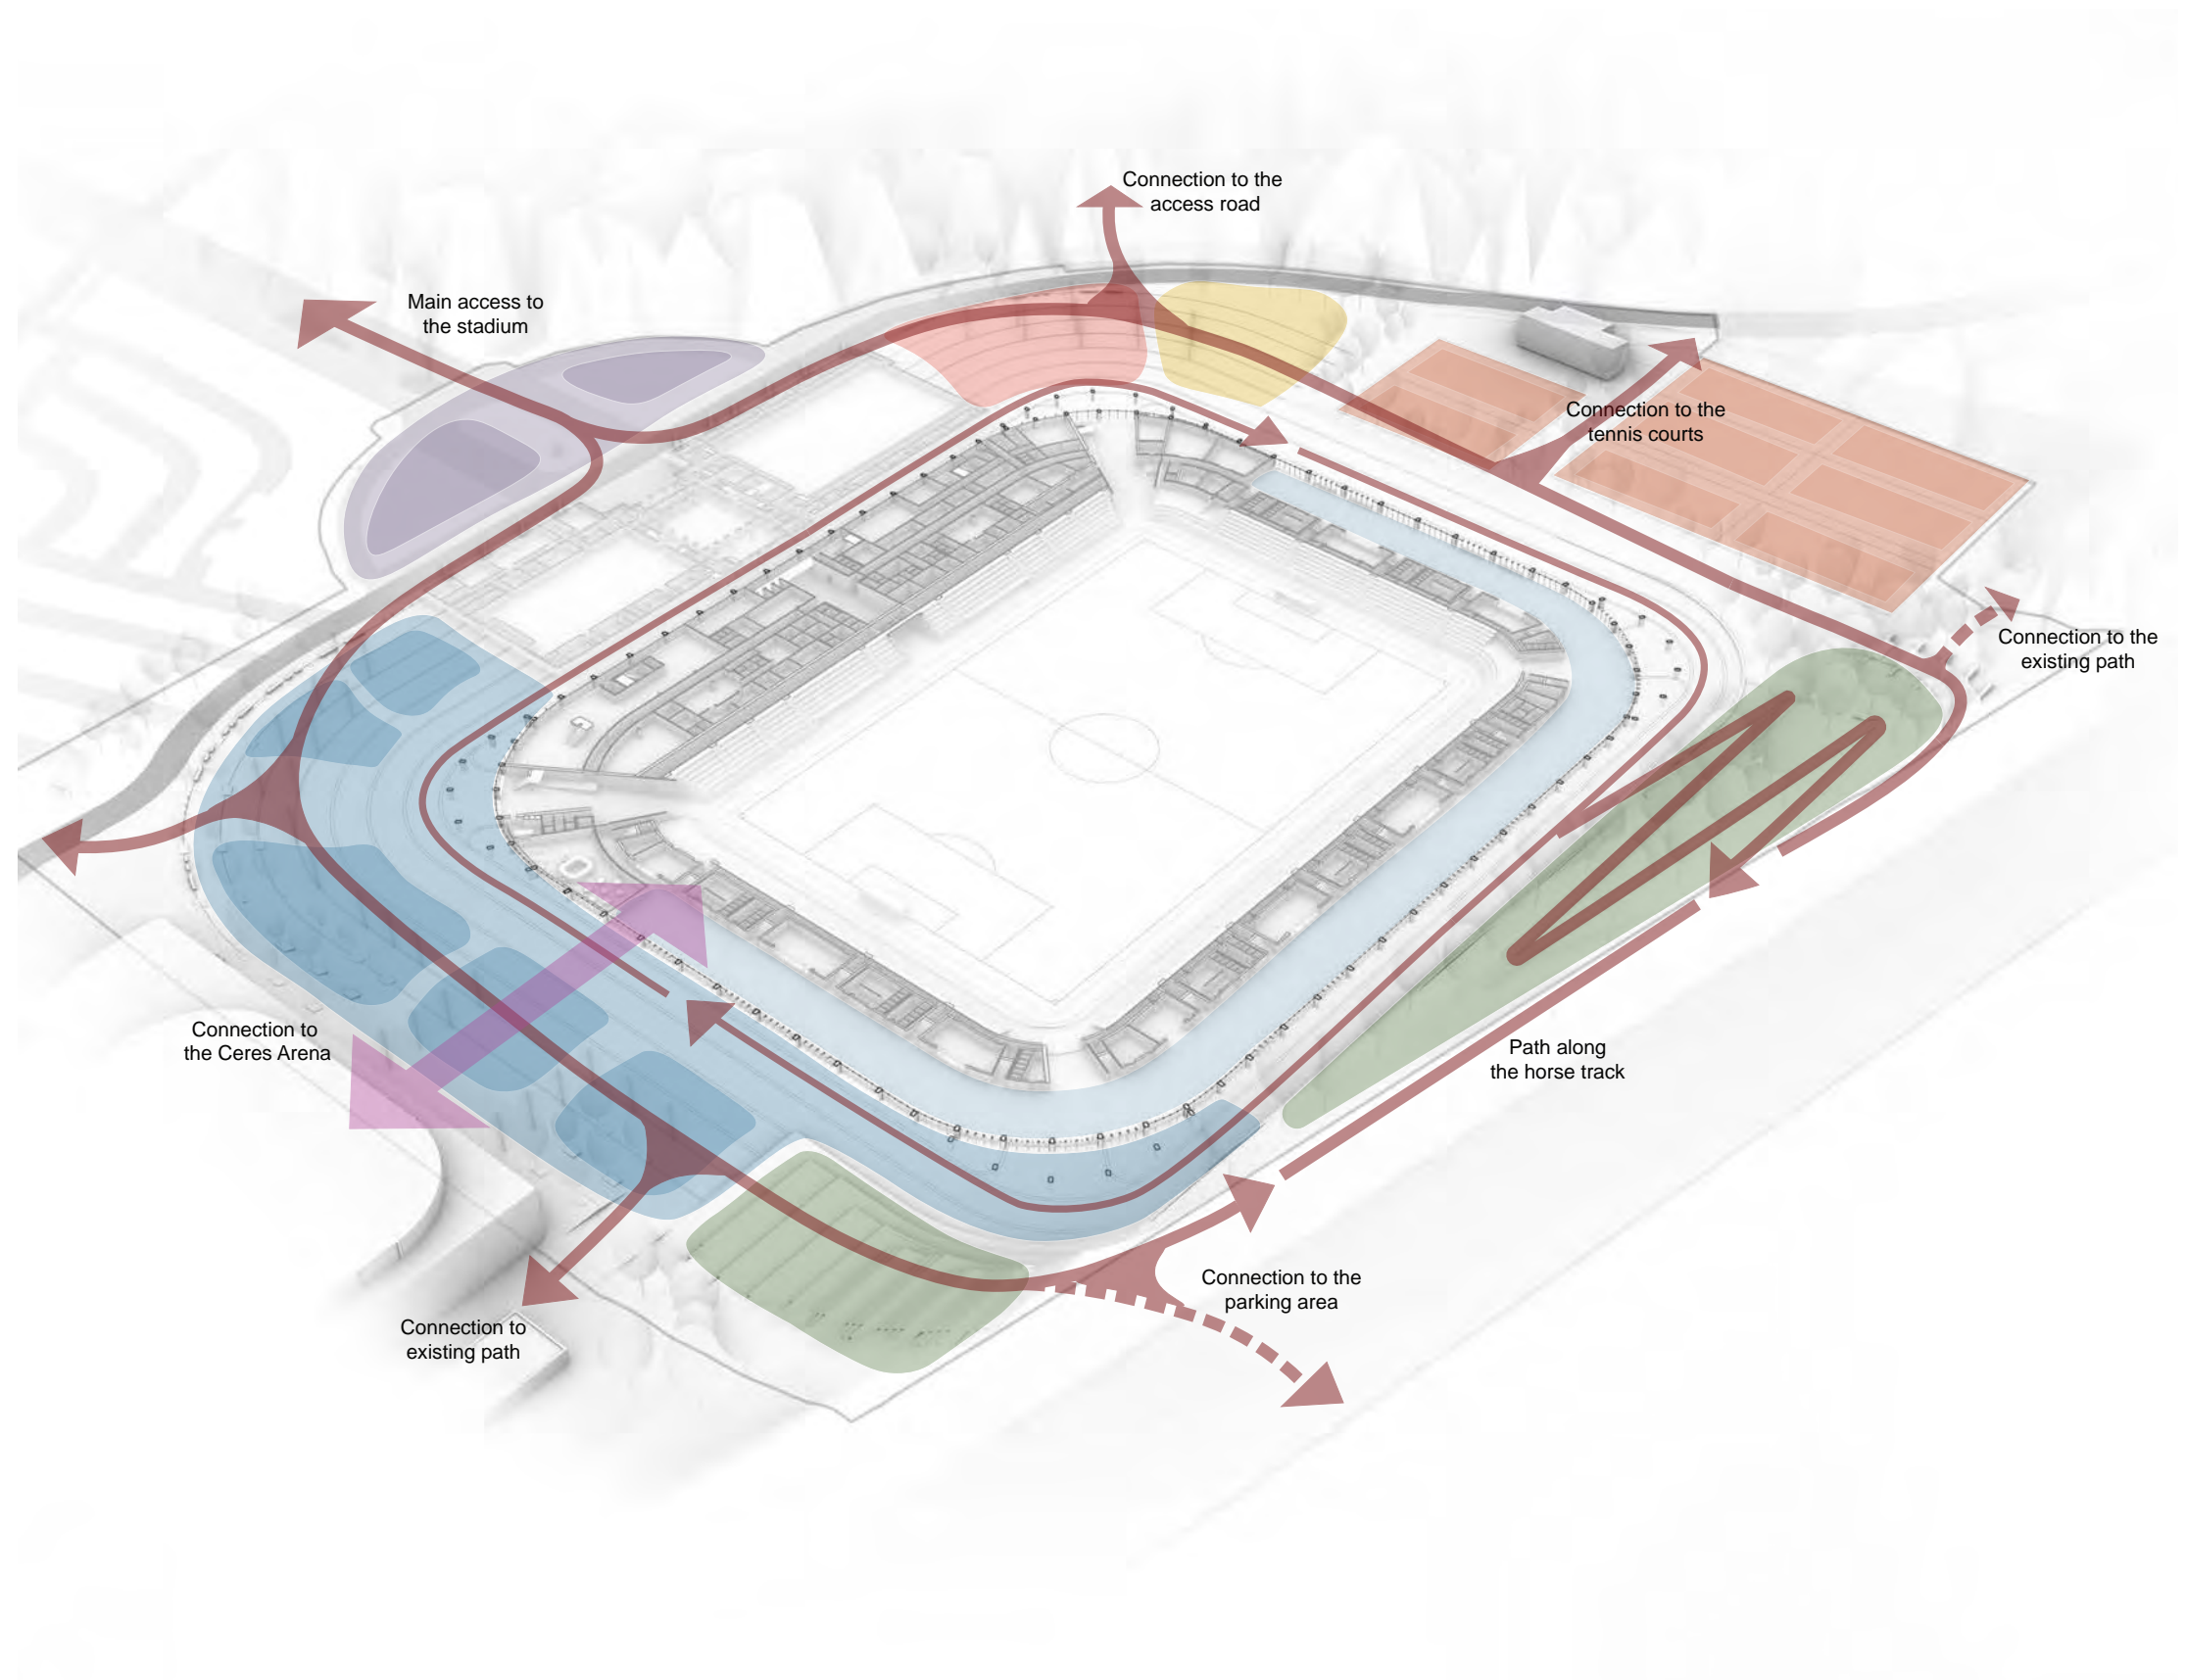 Connection to the
access road
Main access to
the stadium
Connection to the
tennis courts
Connection to the
existing path
Connection to
the Ceres Arena
Path along
the horse track
Connection to the
parking area
Connection to
existing path